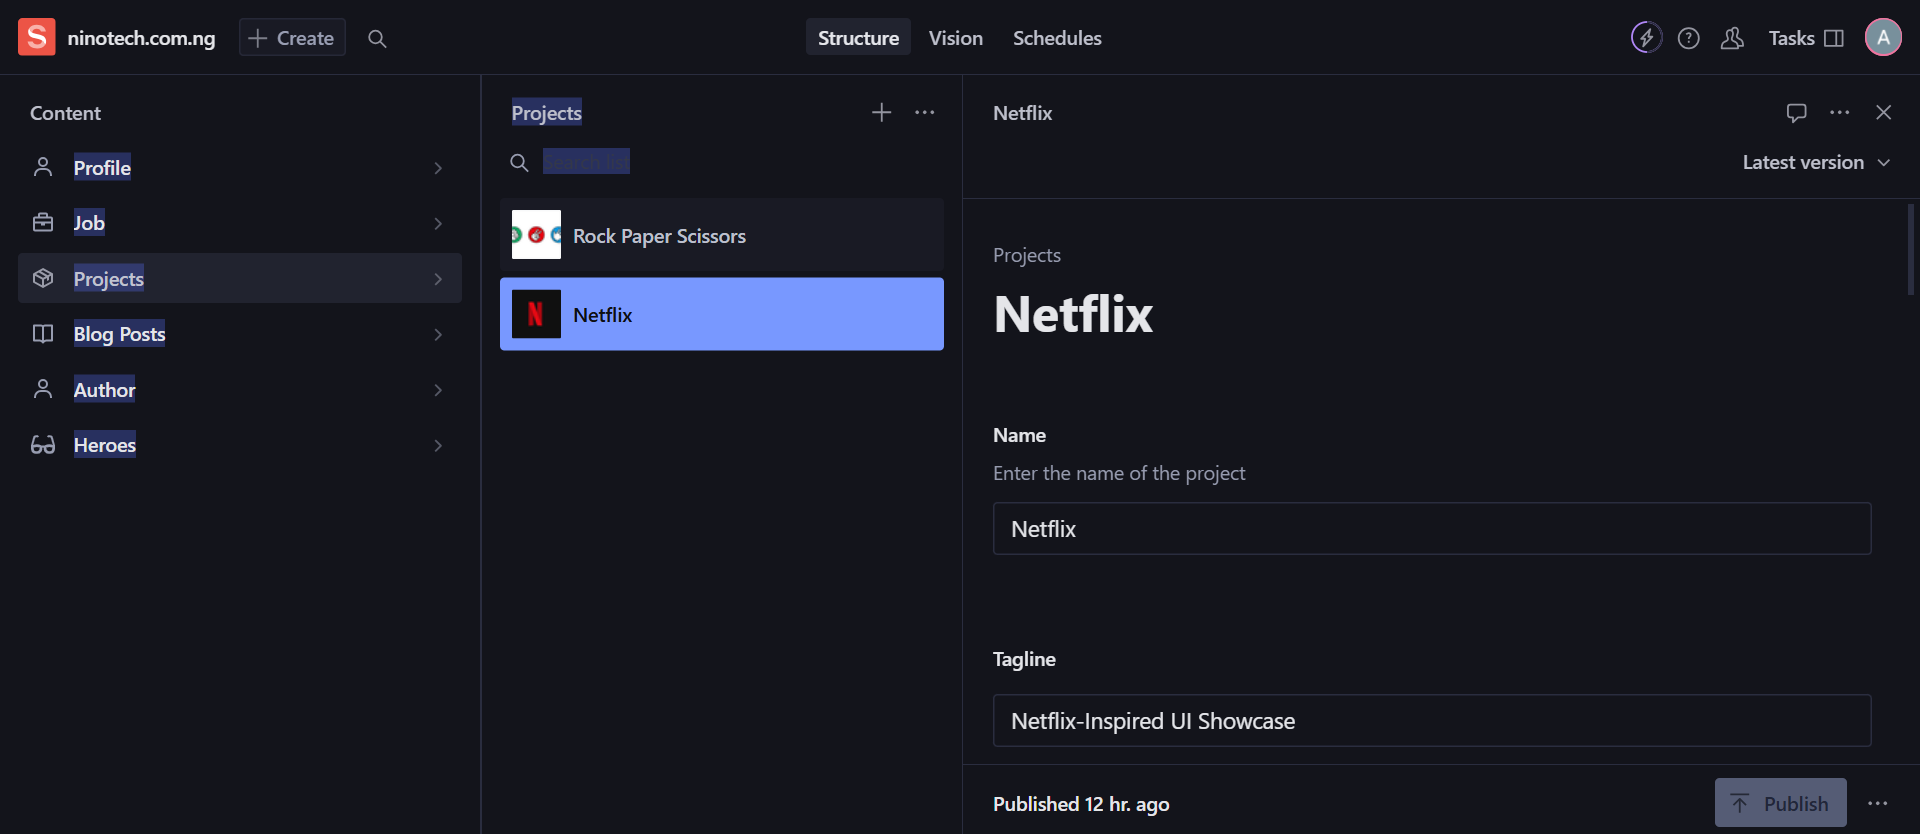 S ninotech.com.ng Create Structure Vision Schedules Tasks A
Content
Profile
Job
Projects
Blog Posts
Author
Heroes
Projects
Search list
Rock Paper Scissors
N Netflix
Netflix
Latest version
Projects
Netflix
Name
Enter the name of the project
Netflix
Tagline
Netflix-Inspired UI Showcase
Published 12 hr. ago Publish